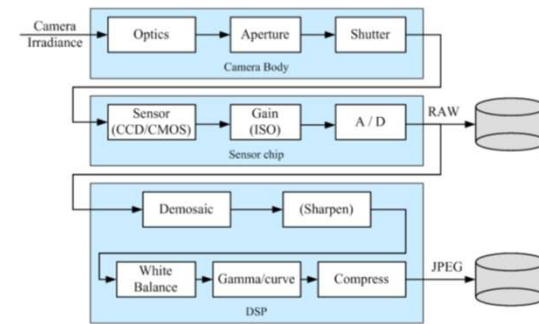 Camera
Irradiance
Optics
Aperture
Shutter
Camera Body
Sensor
(CCD/CMOS)
Gain
(ISO)
A / D
RAW
Sensor chip
Demosaic
(Sharpen)
White
Balance
Gamma/curve
Compress
JPEG
DSP